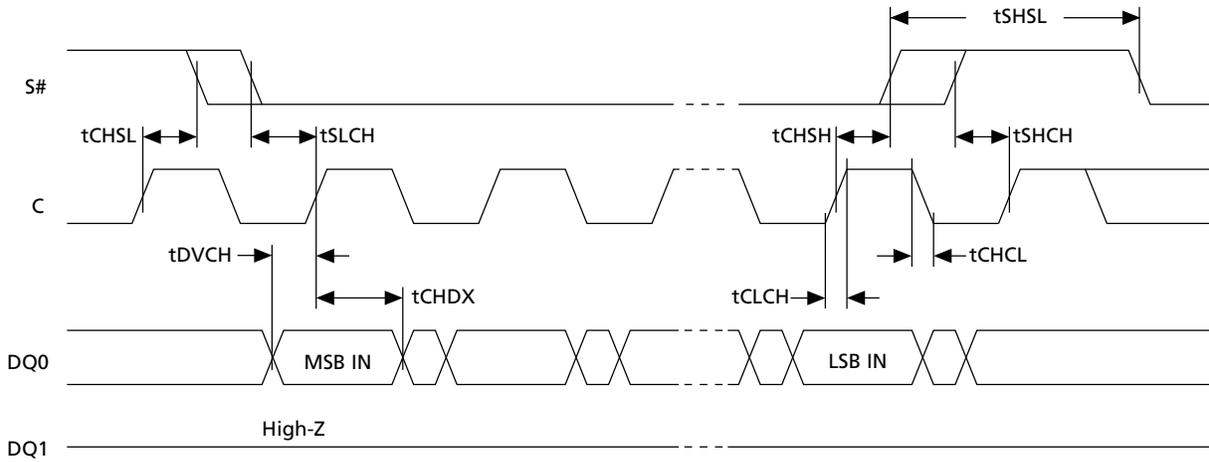 tSHSL
S#
tCHSL
tSLCH
tCHSH
tSHCH
C
tDVCH
tCHCL
tCHDX
tCLCH
DQ0
MSB IN
LSB IN
High-Z
DQ1